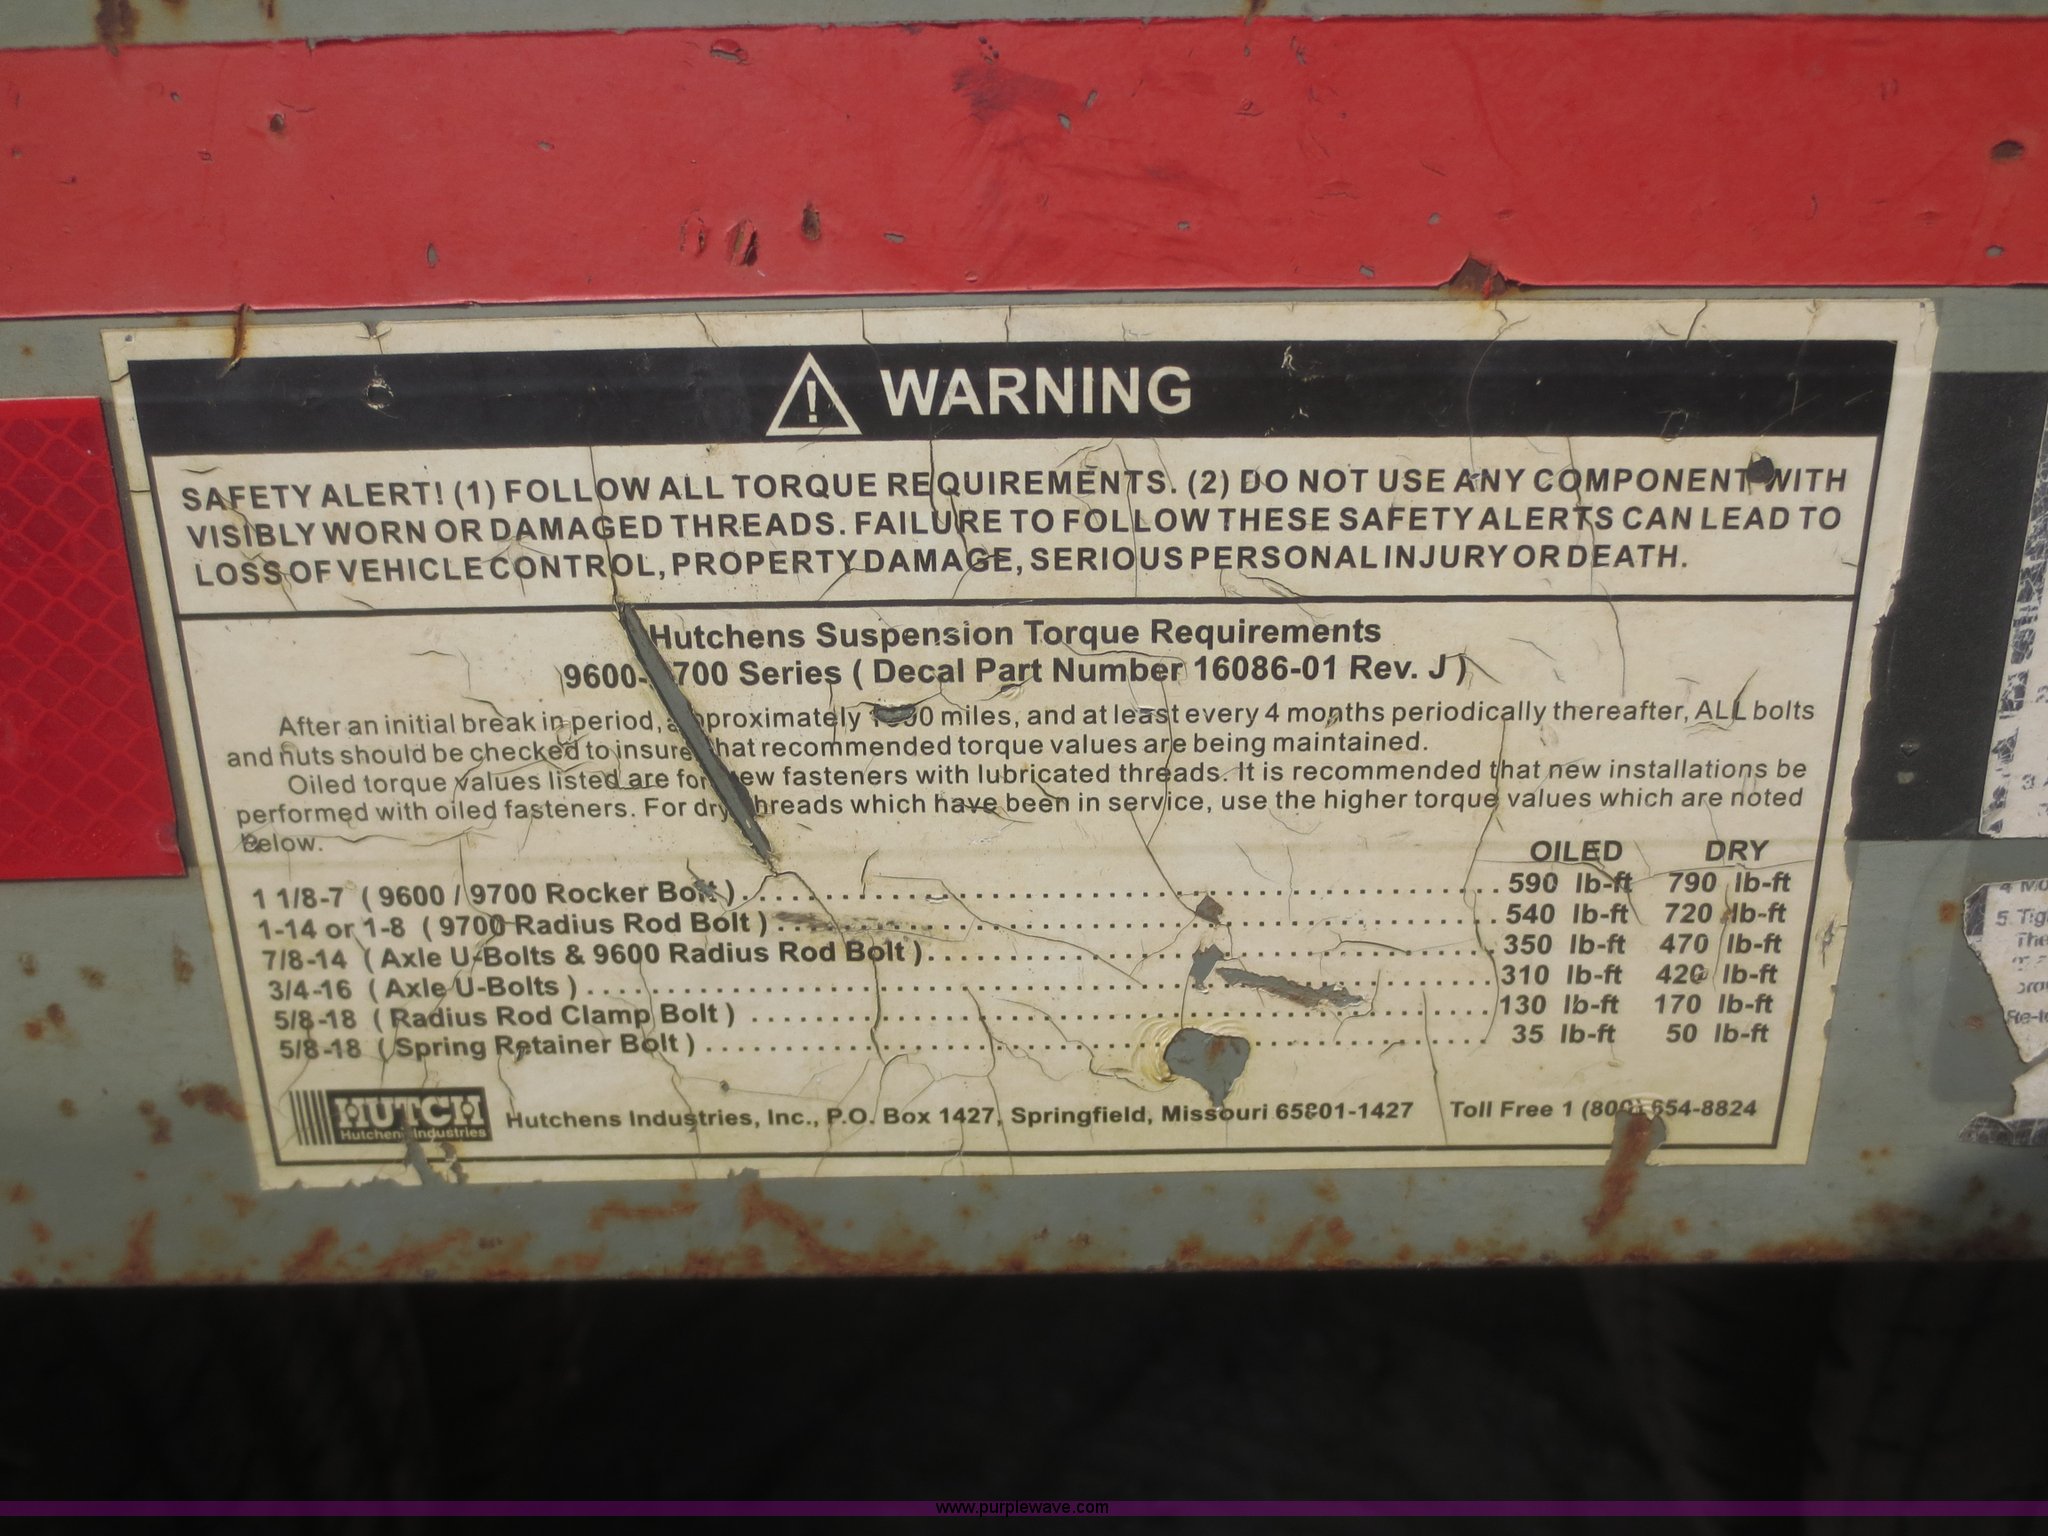 WARNING
SAFETY ALERT! (1) FOLLOW ALL TORQUE REQUIREMENTS. (2) DO NOT USE ANY COMPONENT WITH
VISIBLY WORN OR DAMAGED THREADS. FAILURE TO FOLLOW THESE SAFETY ALERTS CAN LEAD TO
LOSS OF VEHICLE CONTROL, PROPERTY DAMAGE, SERIOUS PERSONAL INJURY OR DEATH.
Hutchens Suspension Torque Requirements
9600-9700 Series ( Decal Part Number 16086-01 Rev. J )
After an initial break in period, approximately miles, and at least every 4 months periodically thereafter, ALL bolts
and nuts should be checked to insure that recommended torque values are being maintained.
Oiled torque values listed are for new fasteners with lubricated threads. It is recommended that new installations be
performed with oiled fasteners. For dry threads which have been in service, use the higher torque values which are noted
Below.
OILED DRY
1 1/8-7 ( 9600 / 9700 Rocker Bolt ) 590 lb-ft 790 lb-ft
1-14 or 1-8 ( 9700 Radius Rod Bolt ) 540 lb-ft 720 lb-ft
7/8-14 ( Axle U-Bolts & 9600 Radius Rod Bolt ) 350 lb-ft 470 lb-ft
3/4-16 ( Axle U-Bolts ) 310 lb-ft 420 lb-ft
5/8-18 ( Radius Rod Clamp Bolt ) 130 lb-ft 170 lb-ft
5/8-18 ( Spring Retainer Bolt ) 35 lb-ft 50 lb-ft
HUTCH
Hutchens Industries
Hutchens Industries, Inc., P.O. Box 1427, Springfield, Missouri 65801-1427 Toll Free 1 (800) 654-8824
www.purplewave.com